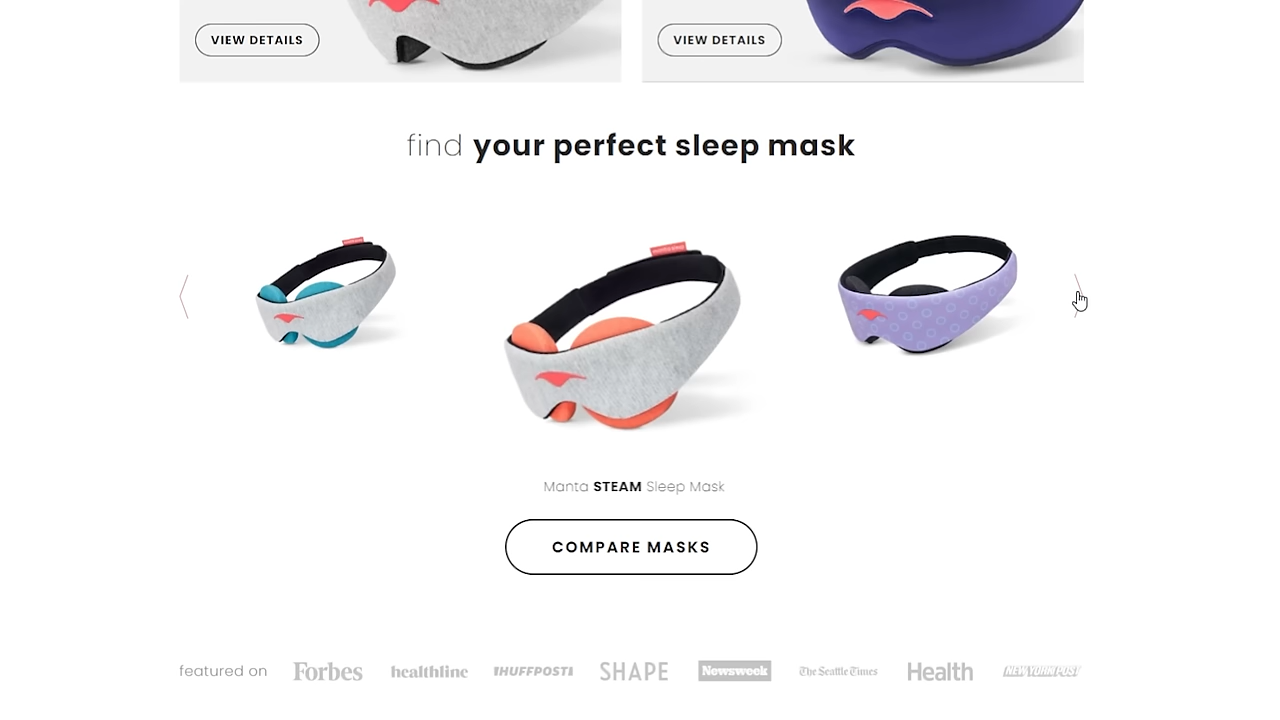 VIEW DETAILS
VIEW DETAILS
find your perfect sleep mask
Manta STEAM Sleep Mask
COMPARE MASKS
featured on Forbes healthline IHUFFPOSTI SHAPE Newsweek The Seattle Times Health NEW YORK POST